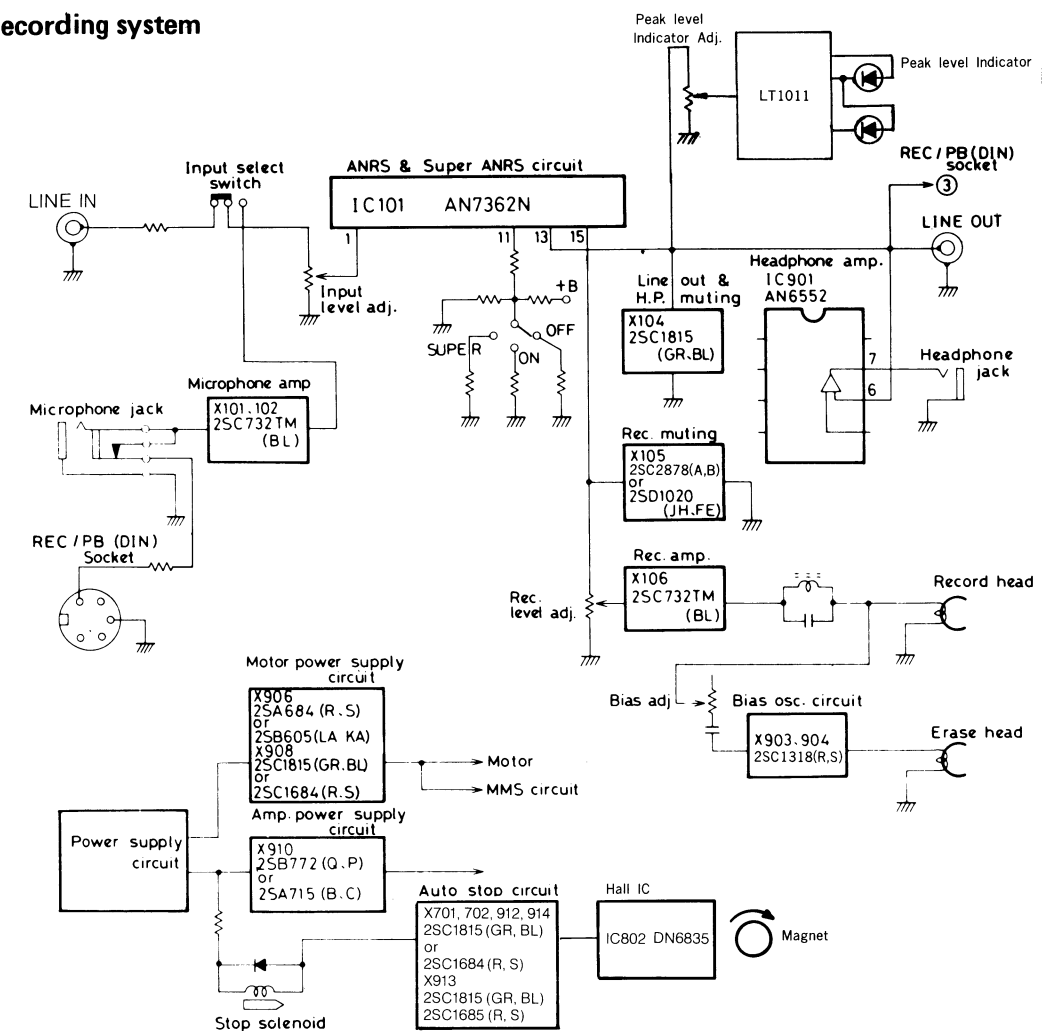 ecording system
Peak level
Indicator Adj.
LT1011
Peak level Indicator
REC/PB(DIN)
socket
3
LINE OUT
ANRS & Super ANRS circuit
IC101 AN7362N
1
11
13
15
Input select
switch
LINE IN
Input
level adj.
+B
OFF
SUPER
ON
Line out &
H.P. muting
X104
2SC1815
(GR.BL)
Headphone amp.
IC901
AN6552
7
6
Headphone
jack
Microphone amp
X101.102
2SC732TM
(BL)
Microphone jack
REC/PB (DIN)
Socket
Rec. muting
X105
2SC2878(A,B)
or
2SD1020
(JH.FE)
Rec. amp.
X106
2SC732TM
(BL)
Rec.
level adj.
Record head
Bias adj
Bias osc. circuit
X903.904
2SC1318(R,S)
Erase head
Motor power supply
circuit
X906
2SA684 (R.S)
or
2SB605(LA KA)
X908
2SC1815(GR.BL)
or
2SC1684(R.S)
Motor
MMS circuit
Power supply
circuit
Amp. power supply
circuit
X910
2SB772(Q.P)
or
2SA715(B.C)
Stop solenoid
Auto stop circuit
X701, 702, 912, 914
2SC1815(GR, BL)
or
2SC1684(R, S)
X913
2SC1815(GR, BL)
2SC1685(R, S)
Hall IC
IC802 DN6835
Magnet